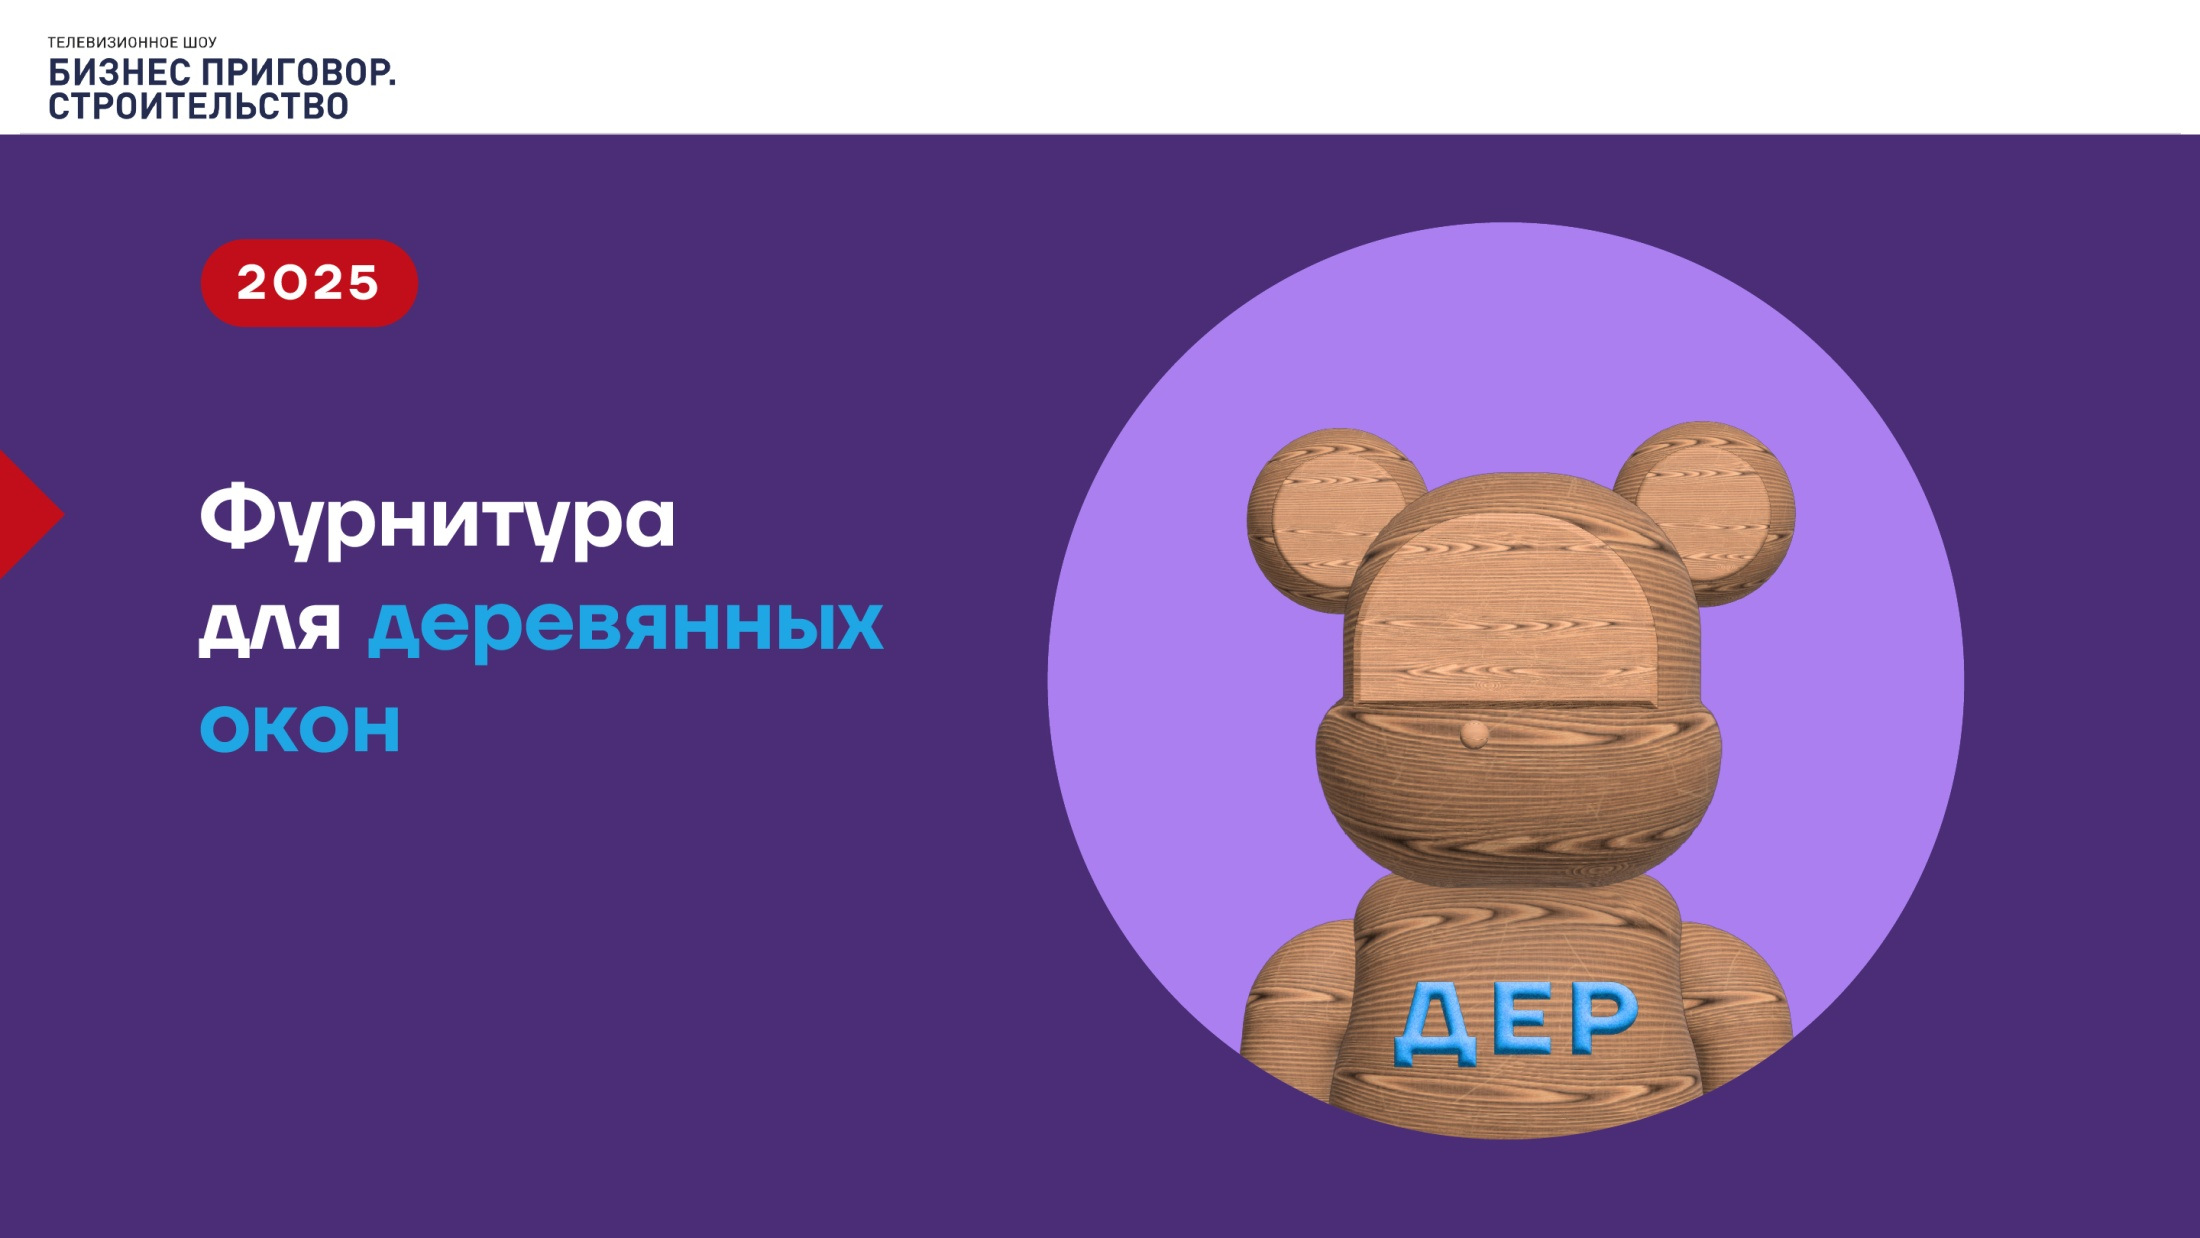 ТЕЛЕВИЗИОННОЕ ШОУ
БИЗНЕС ПРИГОВОР.
СТРОИТЕЛЬСТВО
2025
Фурнитура
для деревянных
окон
ДЕР